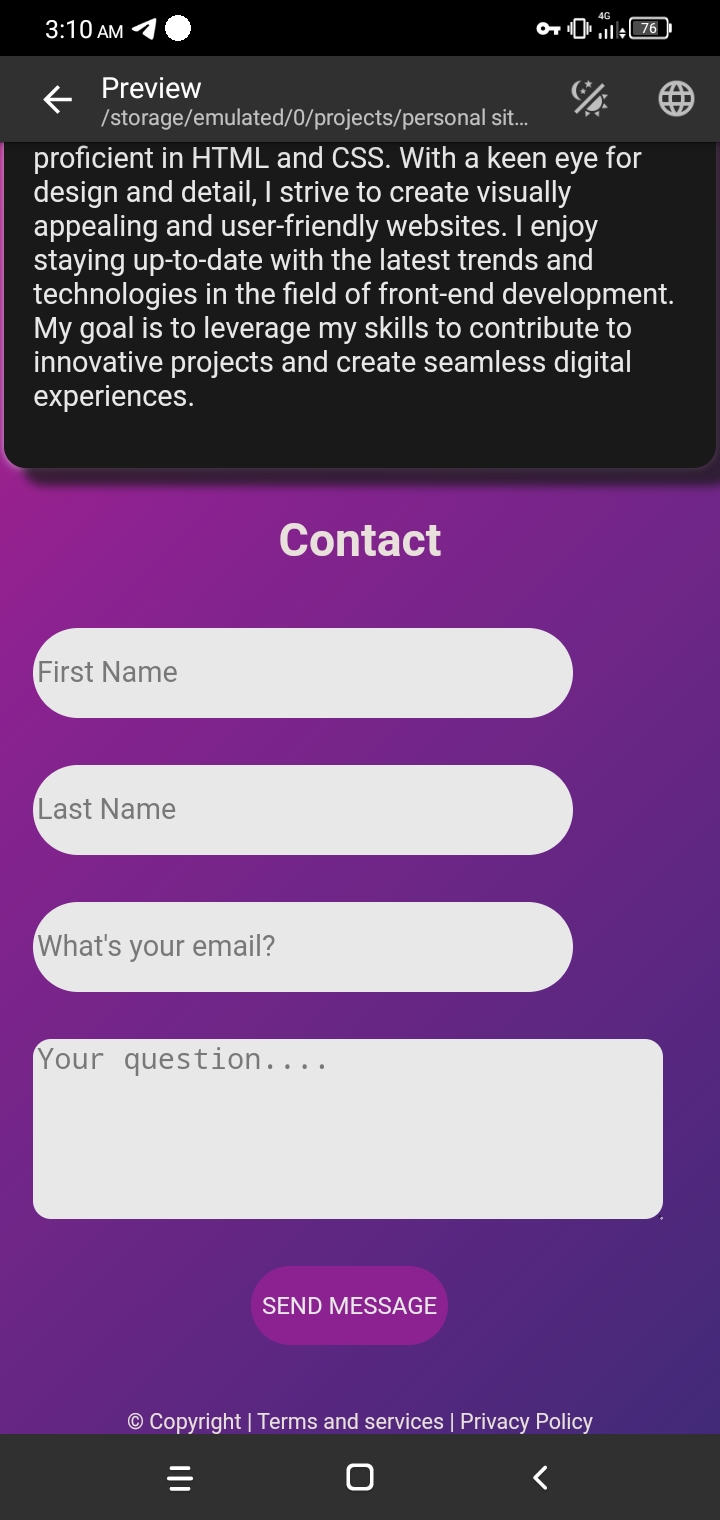 3:10 AM
4G
76
Preview
/storage/emulated/0/projects/personal sit...
proficient in HTML and CSS. With a keen eye for
design and detail, I strive to create visually
appealing and user-friendly websites. I enjoy
staying up-to-date with the latest trends and
technologies in the field of front-end development.
My goal is to leverage my skills to contribute to
innovative projects and create seamless digital
experiences.
Contact
First Name
Last Name
What's your email?
Your question....
SEND MESSAGE
© Copyright | Terms and services | Privacy Policy